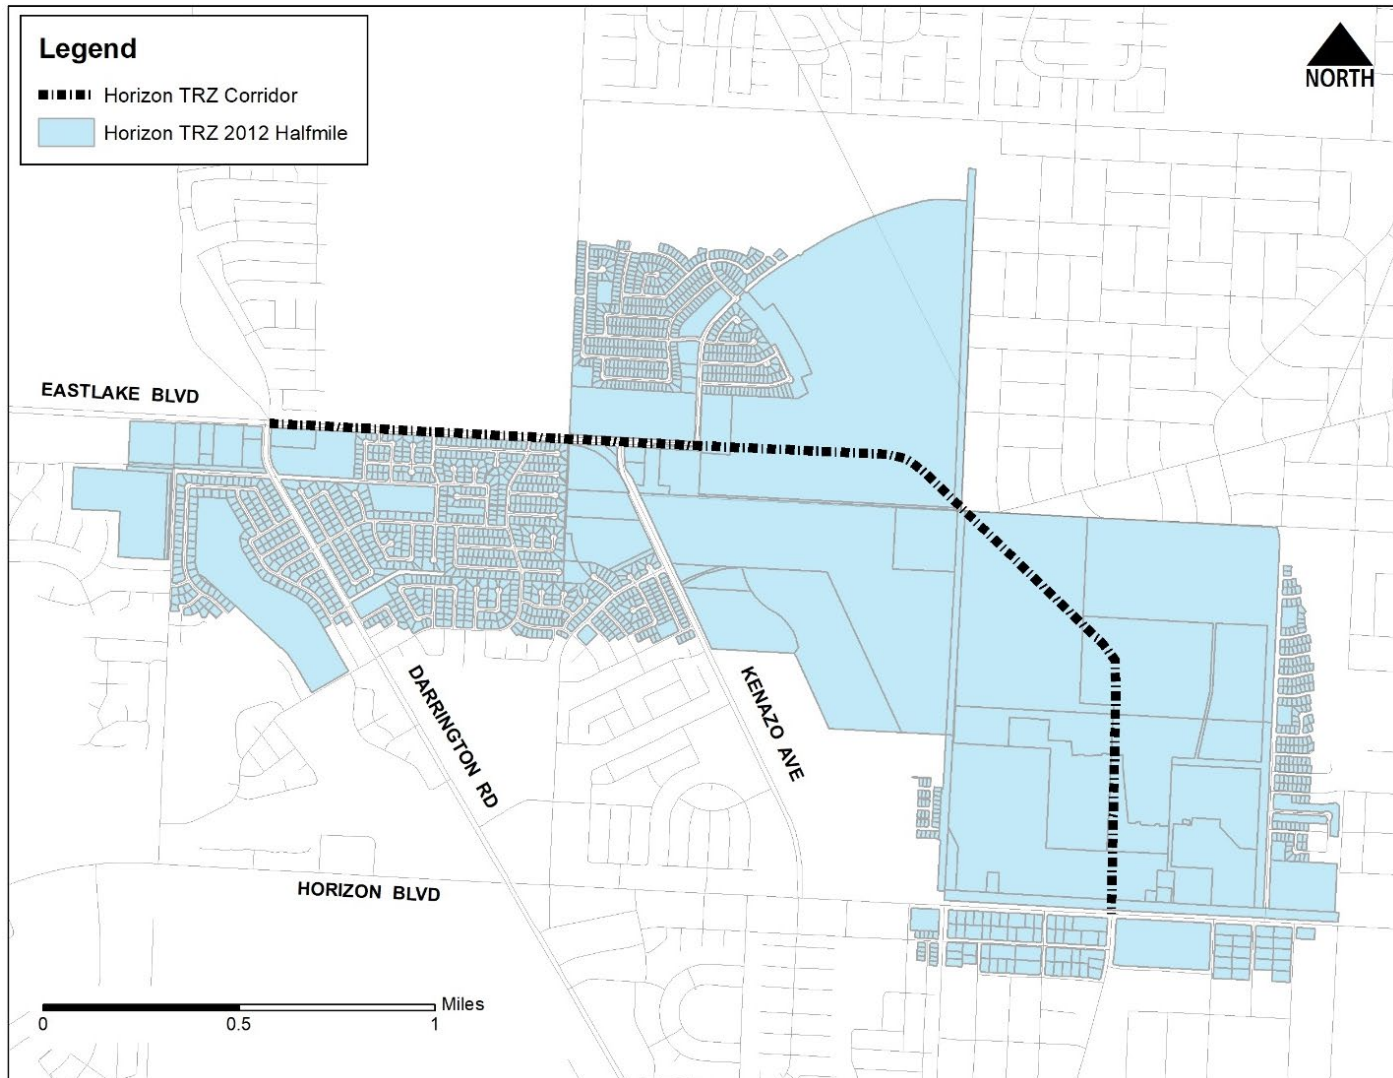 Legend
Horizon TRZ Corridor
Horizon TRZ 2012 Halfmile
NORTH
EASTLAKE BLVD
DARRINGTON RD
KENAZO AVE
HORIZON BLVD
Miles
0 0.5 1